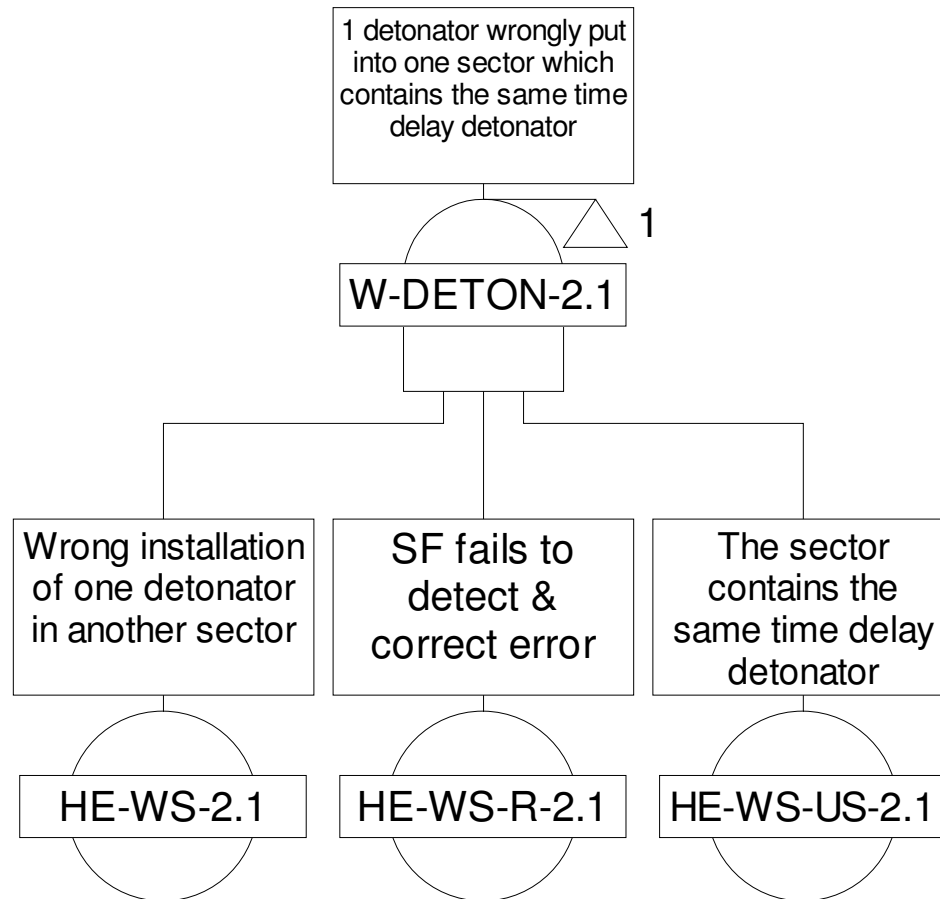 1 detonator wrongly put
into one sector which
contains the same time
delay detonator
1
W-DETON-2.1
Wrong installation
of one detonator
in another sector
SF fails to
detect &
correct error
The sector
contains the
same time delay
detonator
HE-WS-2.1
HE-WS-R-2.1
HE-WS-US-2.1